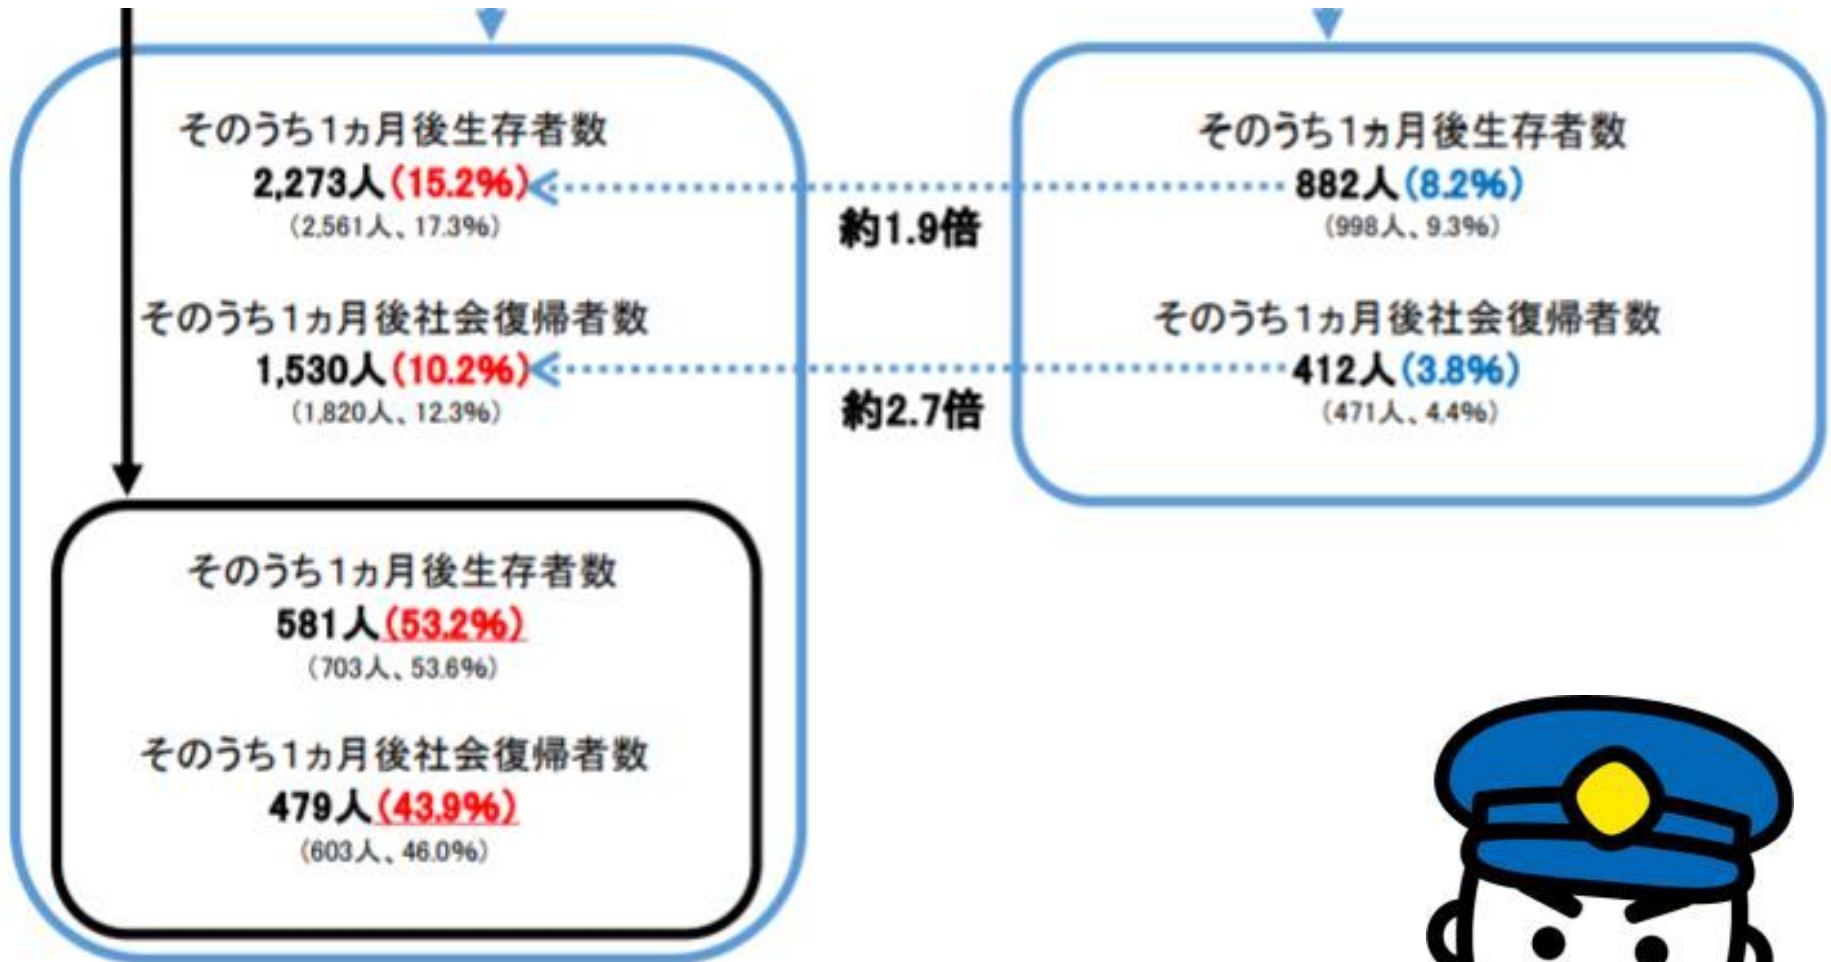 そのうち1ヵ月後生存者数
2,273人(15.2%)
(2,561人、17.3%)
そのうち1ヵ月後社会復帰者数
1,530人(10.2%)
(1,820人、12.3%)
そのうち1ヵ月後生存者数
581人(53.2%)
(703人、53.6%)
そのうち1ヵ月後社会復帰者数
479人(43.9%)
(603人、46.0%)
約1.9倍
約2.7倍
そのうち1ヵ月後生存者数
882人(8.2%)
(998人、9.3%)
そのうち1ヵ月後社会復帰者数
412人(3.8%)
(471人、4.4%)